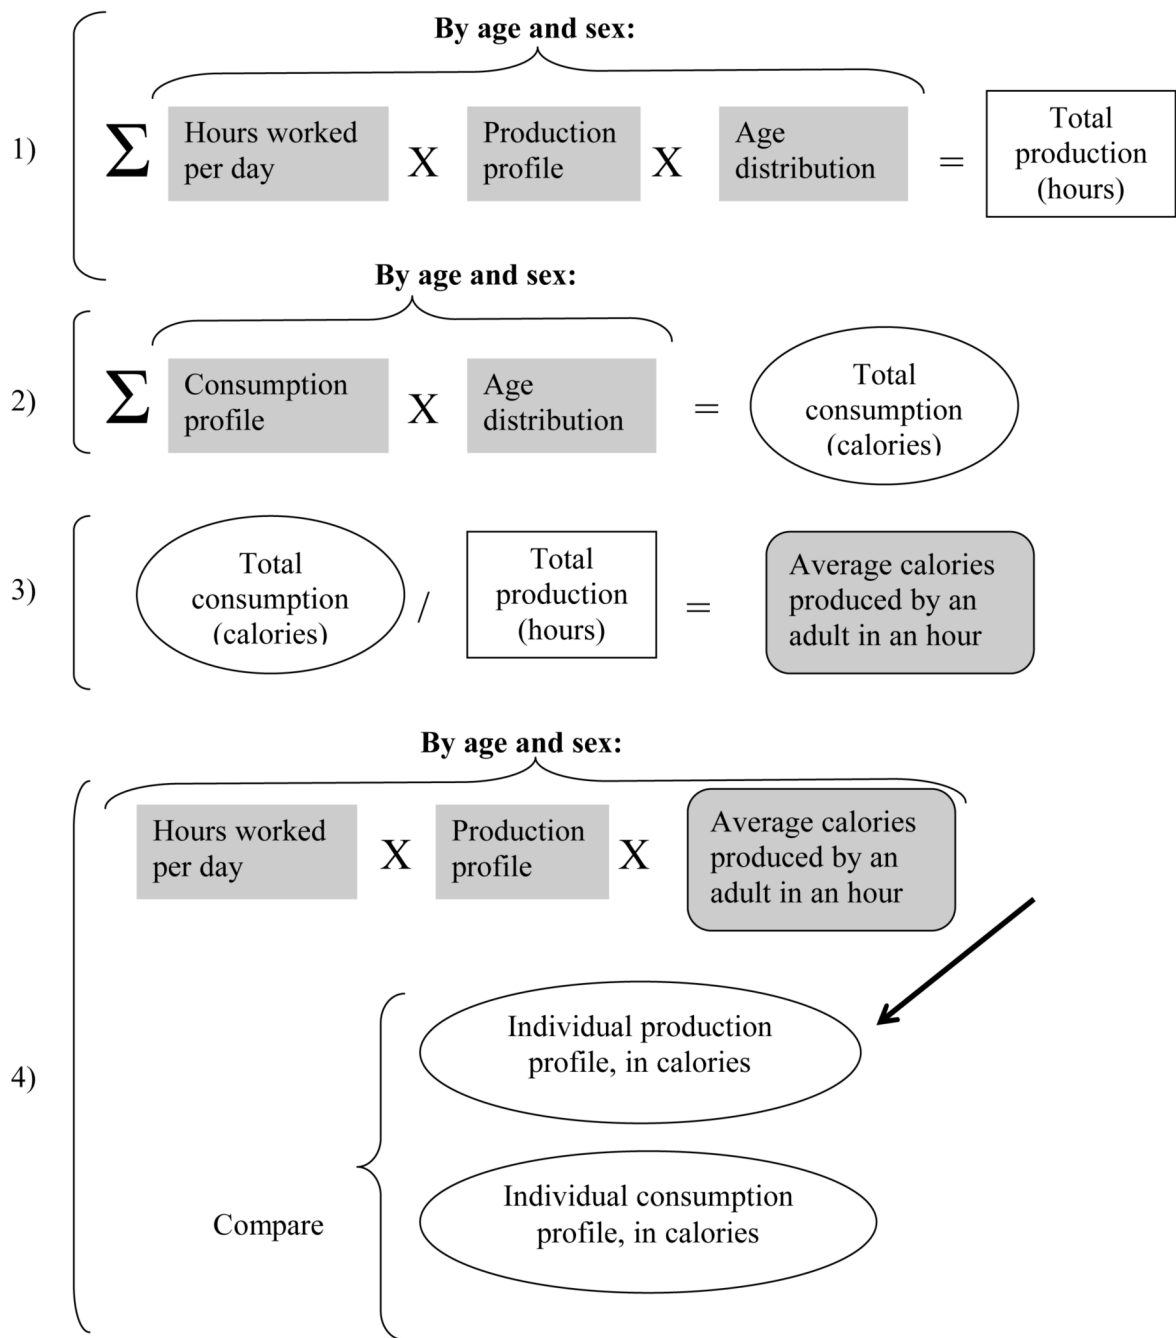 By age and sex:
1)
Σ
Hours worked
per day
X
Production
profile
X
Age
distribution
=
Total
production
(hours)
By age and sex:
2)
Σ
Consumption
profile
X
Age
distribution
=
Total
consumption
(calories)
3)
Total
consumption
(calories)
/
Total
production
(hours)
=
Average calories
produced by an
adult in an hour
By age and sex:
Hours worked
per day
X
Production
profile
X
Average calories
produced by an
adult in an hour
4)
Individual production
profile, in calories
Compare
Individual consumption
profile, in calories